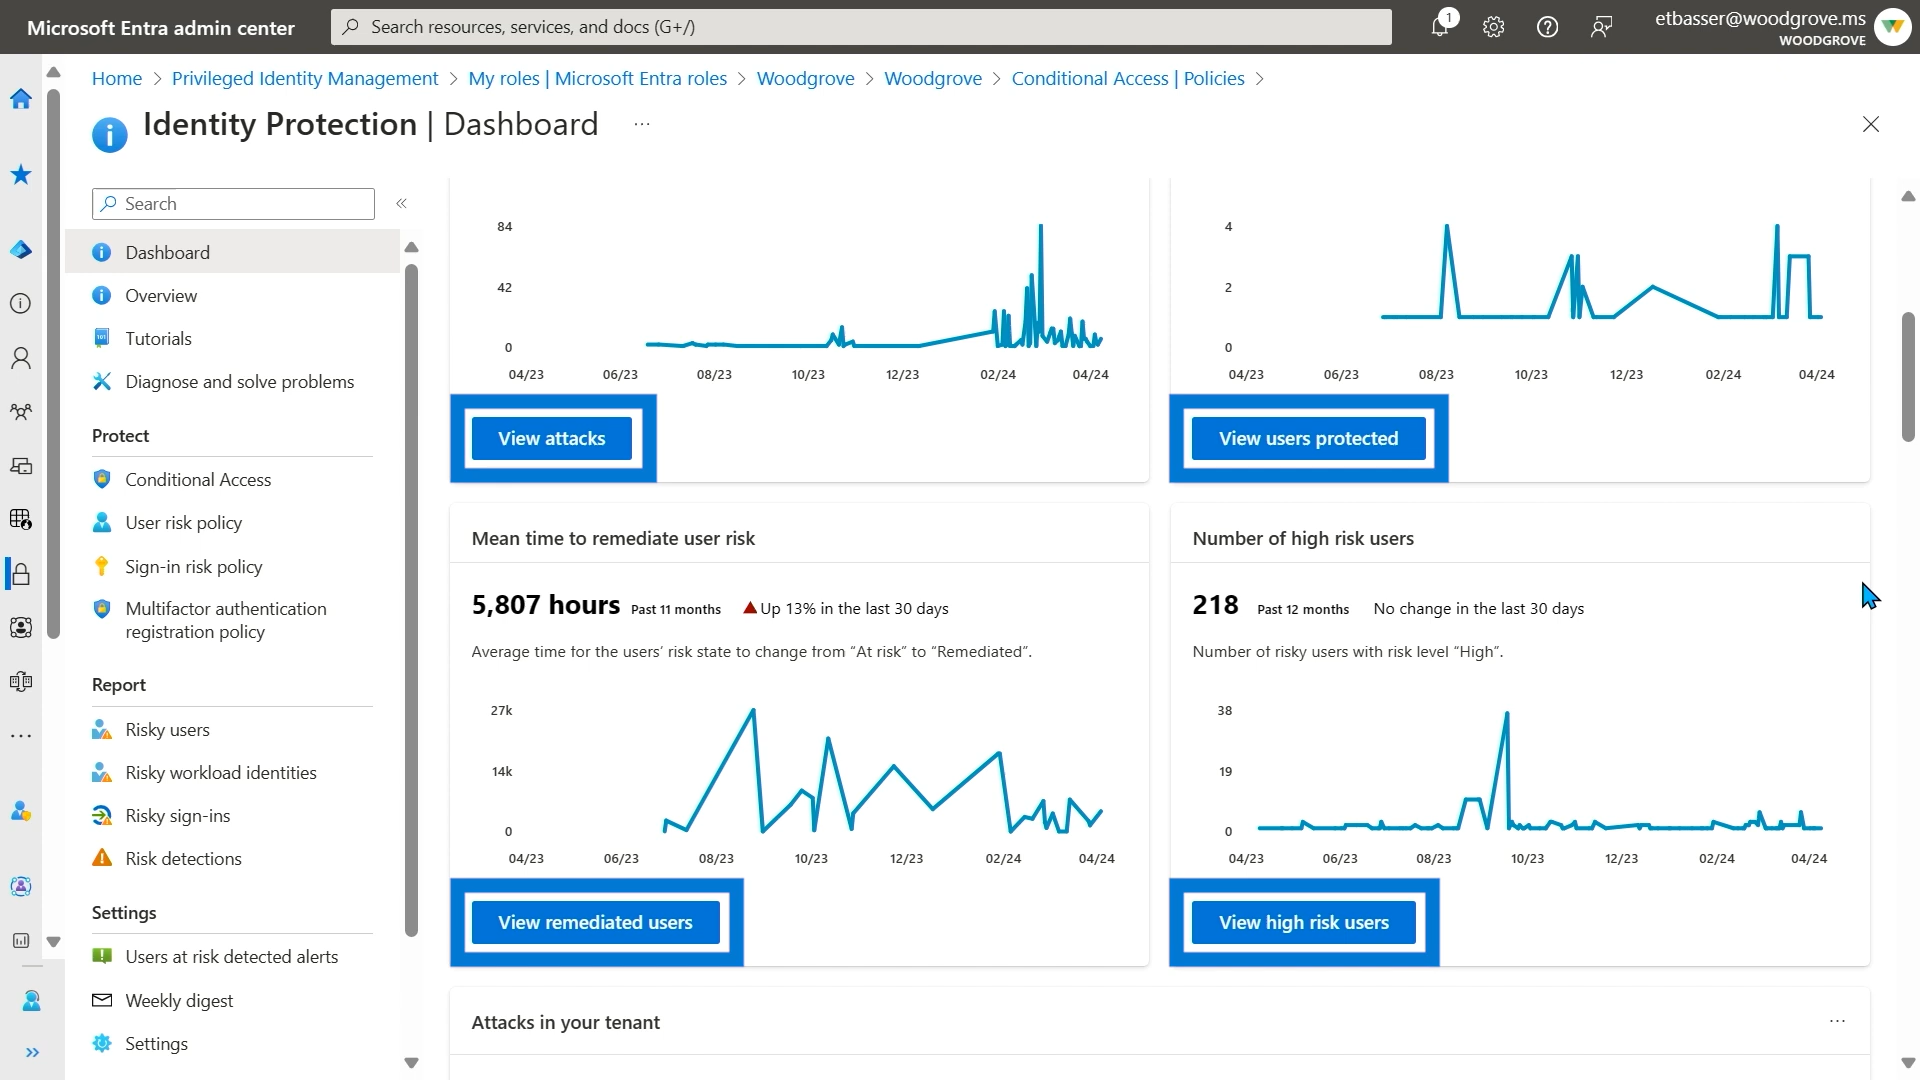 Microsoft Entra admin center
Search resources, services, and docs (G+/)
1
etbasser@woodgrove.ms
WOODGROVE
Home > Privileged Identity Management > My roles | Microsoft Entra roles > Woodgrove > Woodgrove > Conditional Access | Policies >
Identity Protection | Dashboard ...
Search
«
Dashboard
Overview
Tutorials
Diagnose and solve problems
Protect
Conditional Access
User risk policy
Sign-in risk policy
Multifactor authentication
registration policy
Report
Risky users
Risky workload identities
Risky sign-ins
Risk detections
Settings
Users at risk detected alerts
Weekly digest
Settings
84
42
0
04/23 06/23 08/23 10/23 12/23 02/24 04/24
View attacks
4
2
0
04/23 06/23 08/23 10/23 12/23 02/24 04/24
View users protected
Mean time to remediate user risk
5,807 hours Past 11 months Up 13% in the last 30 days
Average time for the users’ risk state to change from “At risk” to “Remediated”.
27k
14k
0
04/23 06/23 08/23 10/23 12/23 02/24 04/24
View remediated users
Number of high risk users
218 Past 12 months No change in the last 30 days
Number of risky users with risk level “High”.
38
19
0
04/23 06/23 08/23 10/23 12/23 02/24 04/24
View high risk users
Attacks in your tenant
...